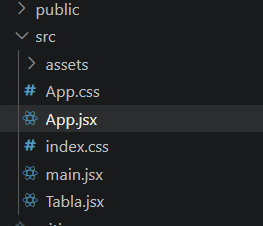 public
src
assets
# App.css
App.jsx
# index.css
main.jsx
Tabla.jsx